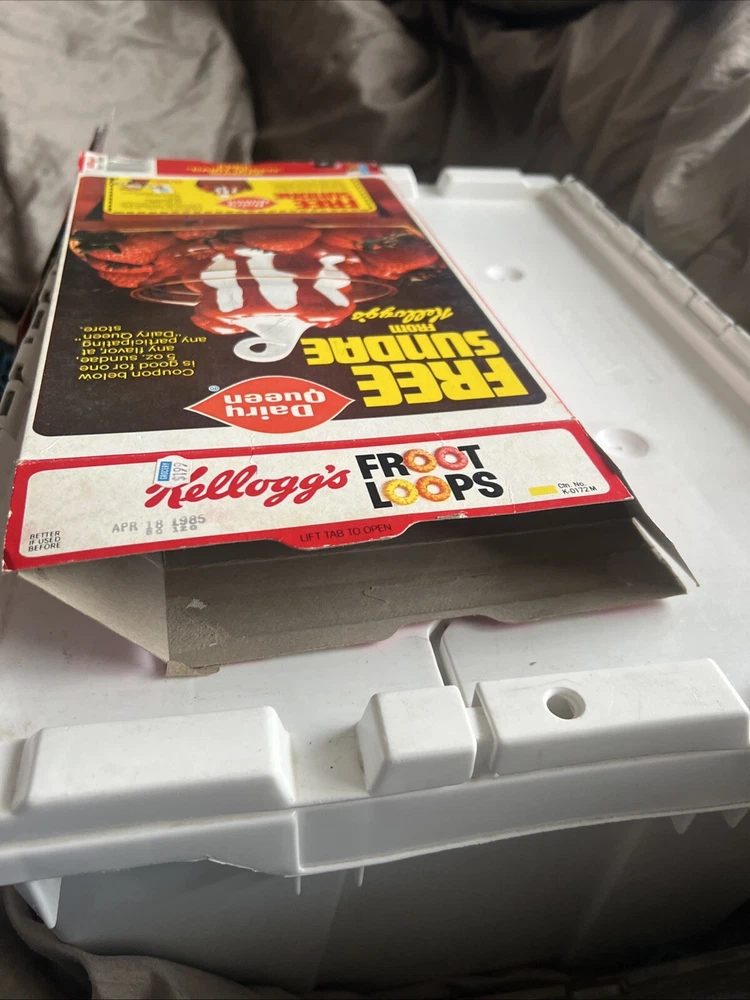 Kellogg's FROOT
LOOPS
GROCERY
$1.99
APR 18 1985
BETTER
IF USED
BEFORE
LIFT TAB TO OPEN
Ctn. No.
K-0172 M
FREE
SUNDAE
FROM
Kellogg's
Dairy
Queen®
Coupon below
is good for one
5 oz. sundae,
any flavor, at
any participating
"Dairy Queen"
store.
FREE